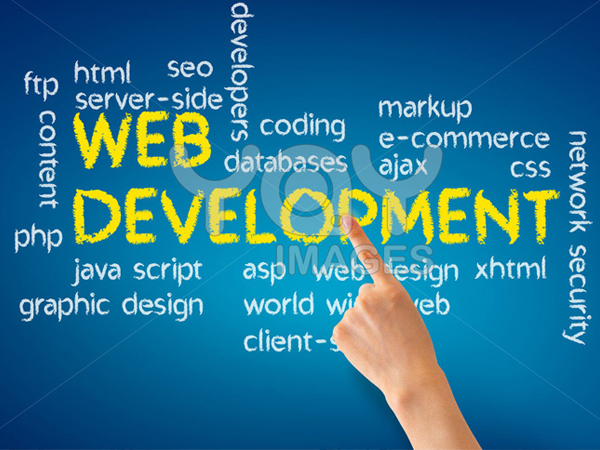 developers
ftp
html
seo
server-side
content
WEB
coding
markup
e-commerce
databases
ajax
css
network security
DEVELOPMENT
php
java script
asp
web design
xhtml
graphic design
world wide web
client-s
YAY
IMAGES